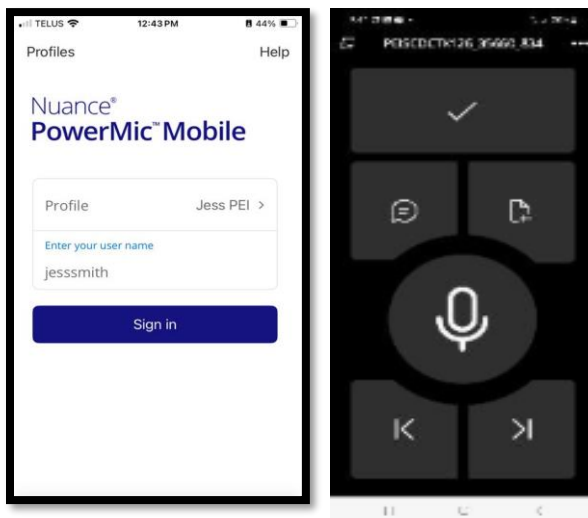 TELUS 12:43 PM 44%
Profiles Help
Nuance®
PowerMic™ Mobile
Profile Jess PEI >
Enter your user name
jesssmith
Sign in